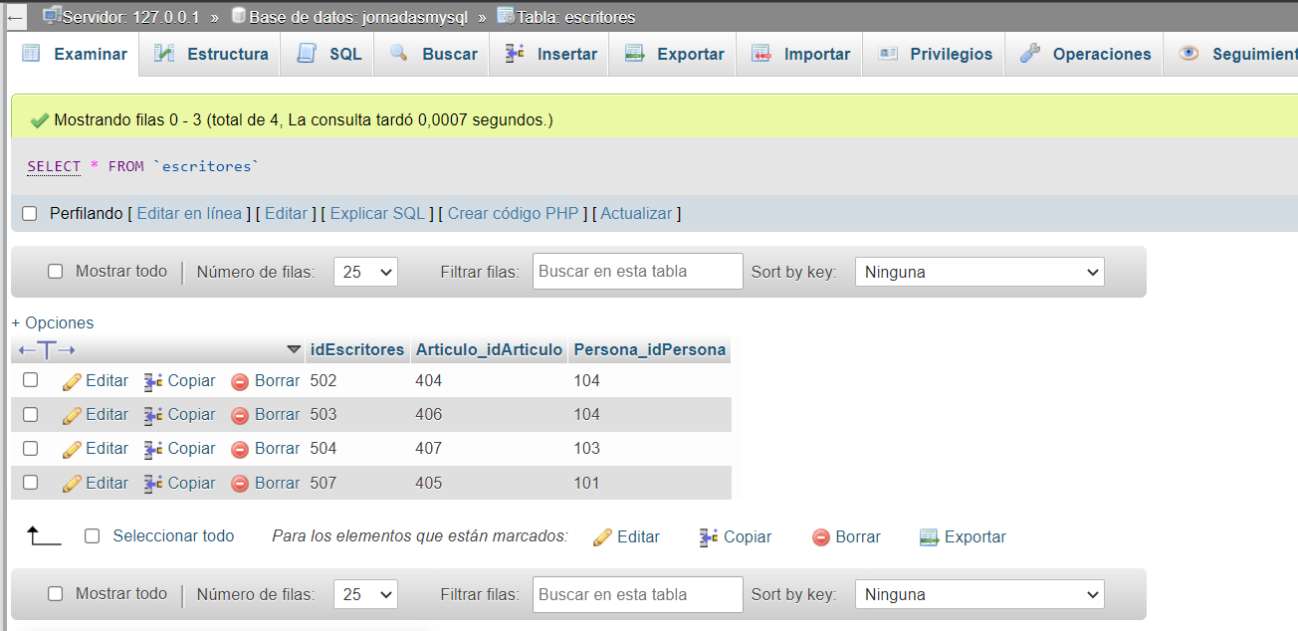 ← Servidor: 127.0.0.1 » Base de datos: jornadasmysql » Tabla: escritores
Examinar Estructura SQL Buscar Insertar Exportar Importar Privilegios Operaciones Seguimient
Mostrando filas 0 - 3 (total de 4, La consulta tardó 0,0007 segundos.)
SELECT * FROM `escritores`
Perfilando [ Editar en línea ] [ Editar ] [ Explicar SQL ] [ Crear código PHP ] [ Actualizar ]
Mostrar todo | Número de filas: 25 Filtrar filas: Buscar en esta tabla Sort by key: Ninguna
+ Opciones
←T→ idEscritores Articulo_idArticulo Persona_idPersona
Editar Copiar Borrar 502 404 104
Editar Copiar Borrar 503 406 104
Editar Copiar Borrar 504 407 103
Editar Copiar Borrar 507 405 101
Seleccionar todo Para los elementos que están marcados: Editar Copiar Borrar Exportar
Mostrar todo | Número de filas: 25 Filtrar filas: Buscar en esta tabla Sort by key: Ninguna